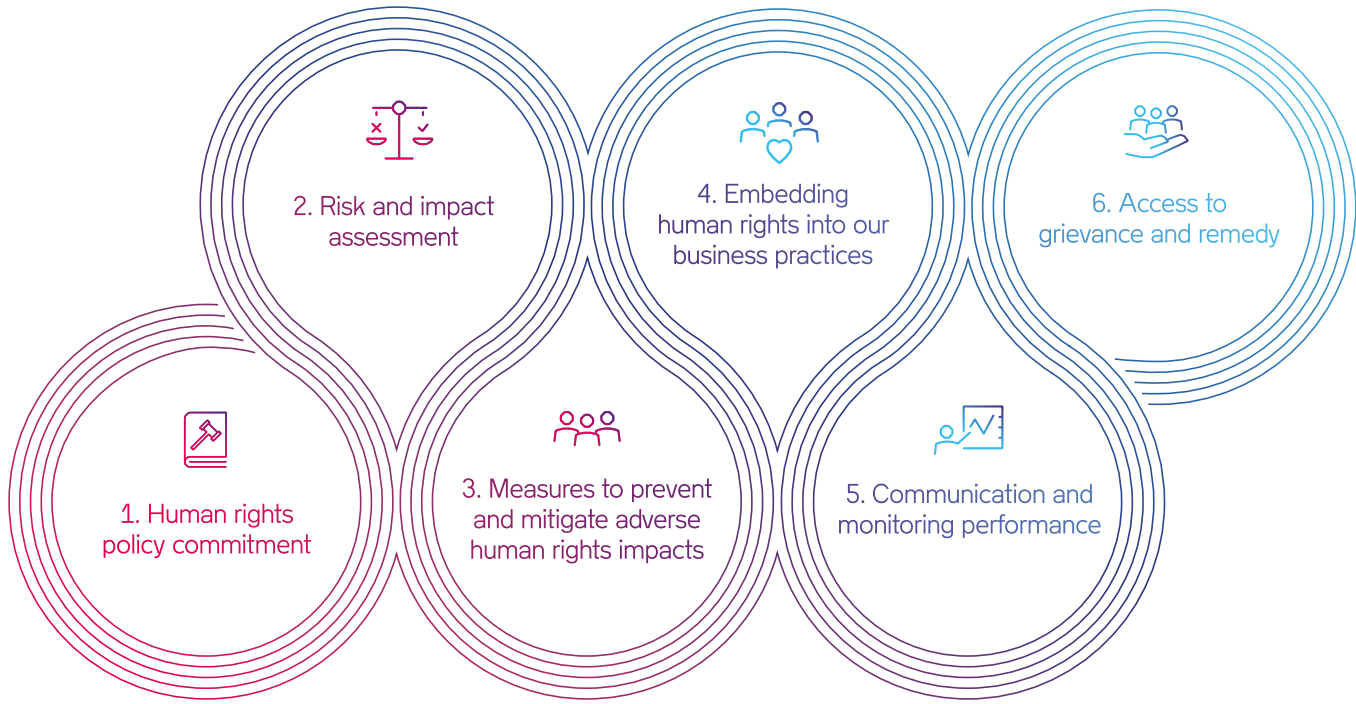 1. Human rights
policy commitment
2. Risk and impact
assessment
3. Measures to prevent
and mitigate adverse
human rights impacts
4. Embedding
human rights into our
business practices
5. Communication and
monitoring performance
6. Access to
grievance and remedy